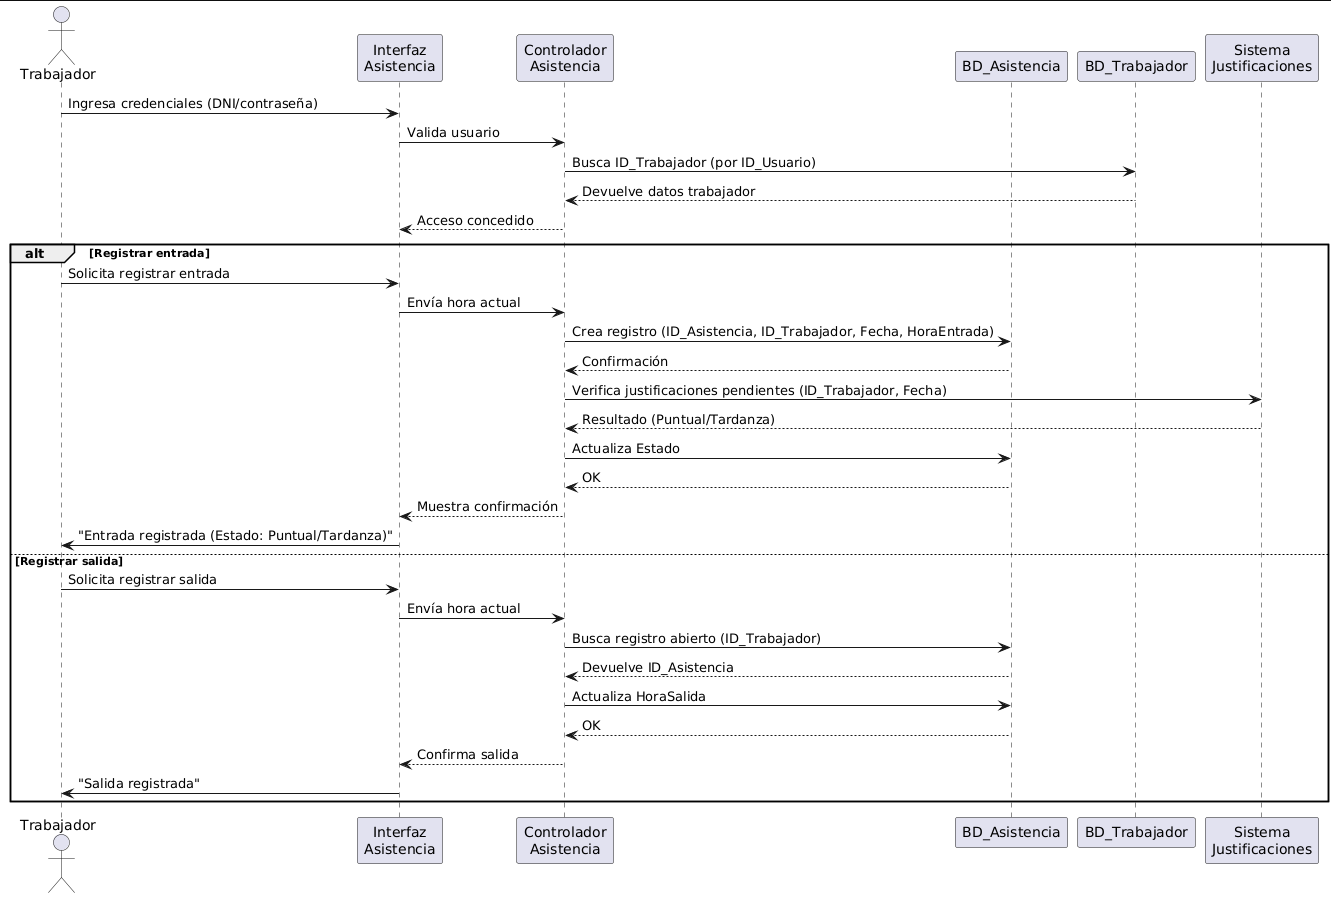 Trabajador
Interfaz
Asistencia
Controlador
Asistencia
BD_Asistencia
BD_Trabajador
Sistema
Justificaciones
Ingresa credenciales (DNI/contraseña)
Valida usuario
Busca ID_Trabajador (por ID_Usuario)
Devuelve datos trabajador
Acceso concedido
alt [Registrar entrada]
Solicita registrar entrada
Envía hora actual
Crea registro (ID_Asistencia, ID_Trabajador, Fecha, HoraEntrada)
Confirmación
Verifica justificaciones pendientes (ID_Trabajador, Fecha)
Resultado (Puntual/Tardanza)
Actualiza Estado
OK
Muestra confirmación
"Entrada registrada (Estado: Puntual/Tardanza)"
[Registrar salida]
Solicita registrar salida
Envía hora actual
Busca registro abierto (ID_Trabajador)
Devuelve ID_Asistencia
Actualiza HoraSalida
OK
Confirma salida
"Salida registrada"
Trabajador
Interfaz
Asistencia
Controlador
Asistencia
BD_Asistencia
BD_Trabajador
Sistema
Justificaciones